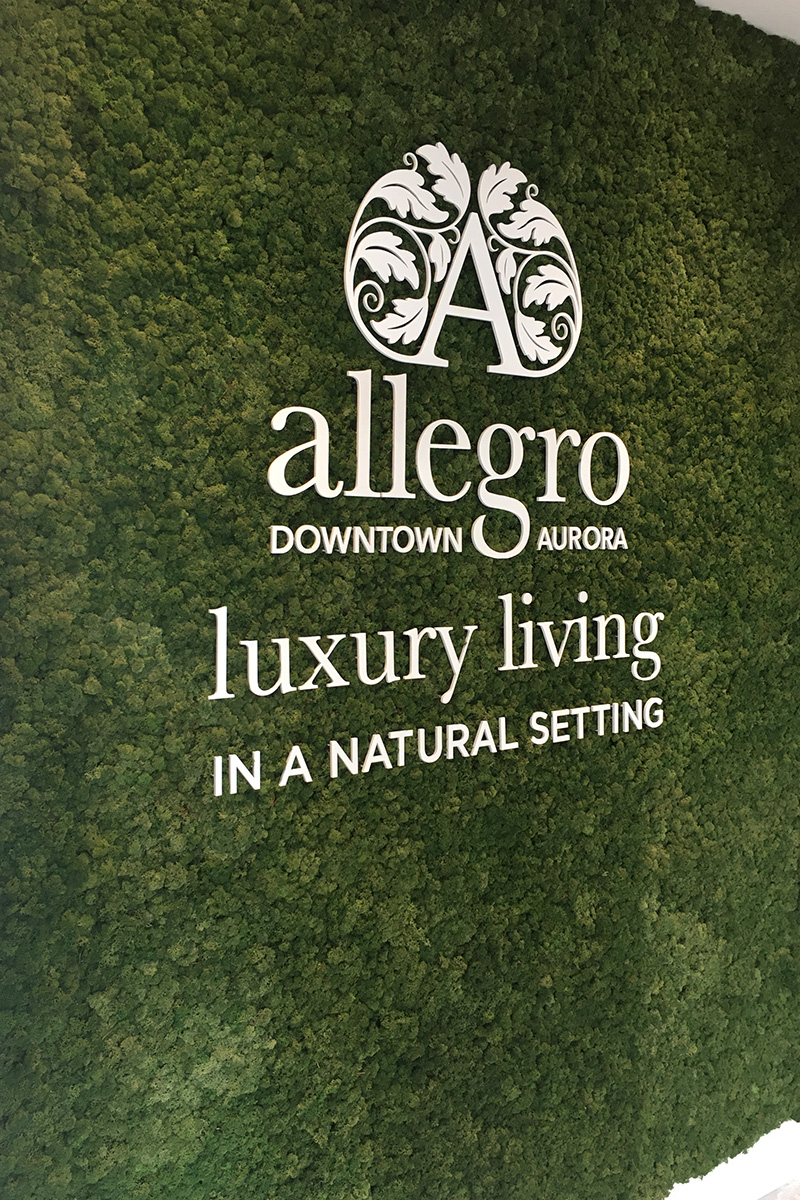 A
allegro
DOWNTOWN AURORA
luxury living
IN A NATURAL SETTING